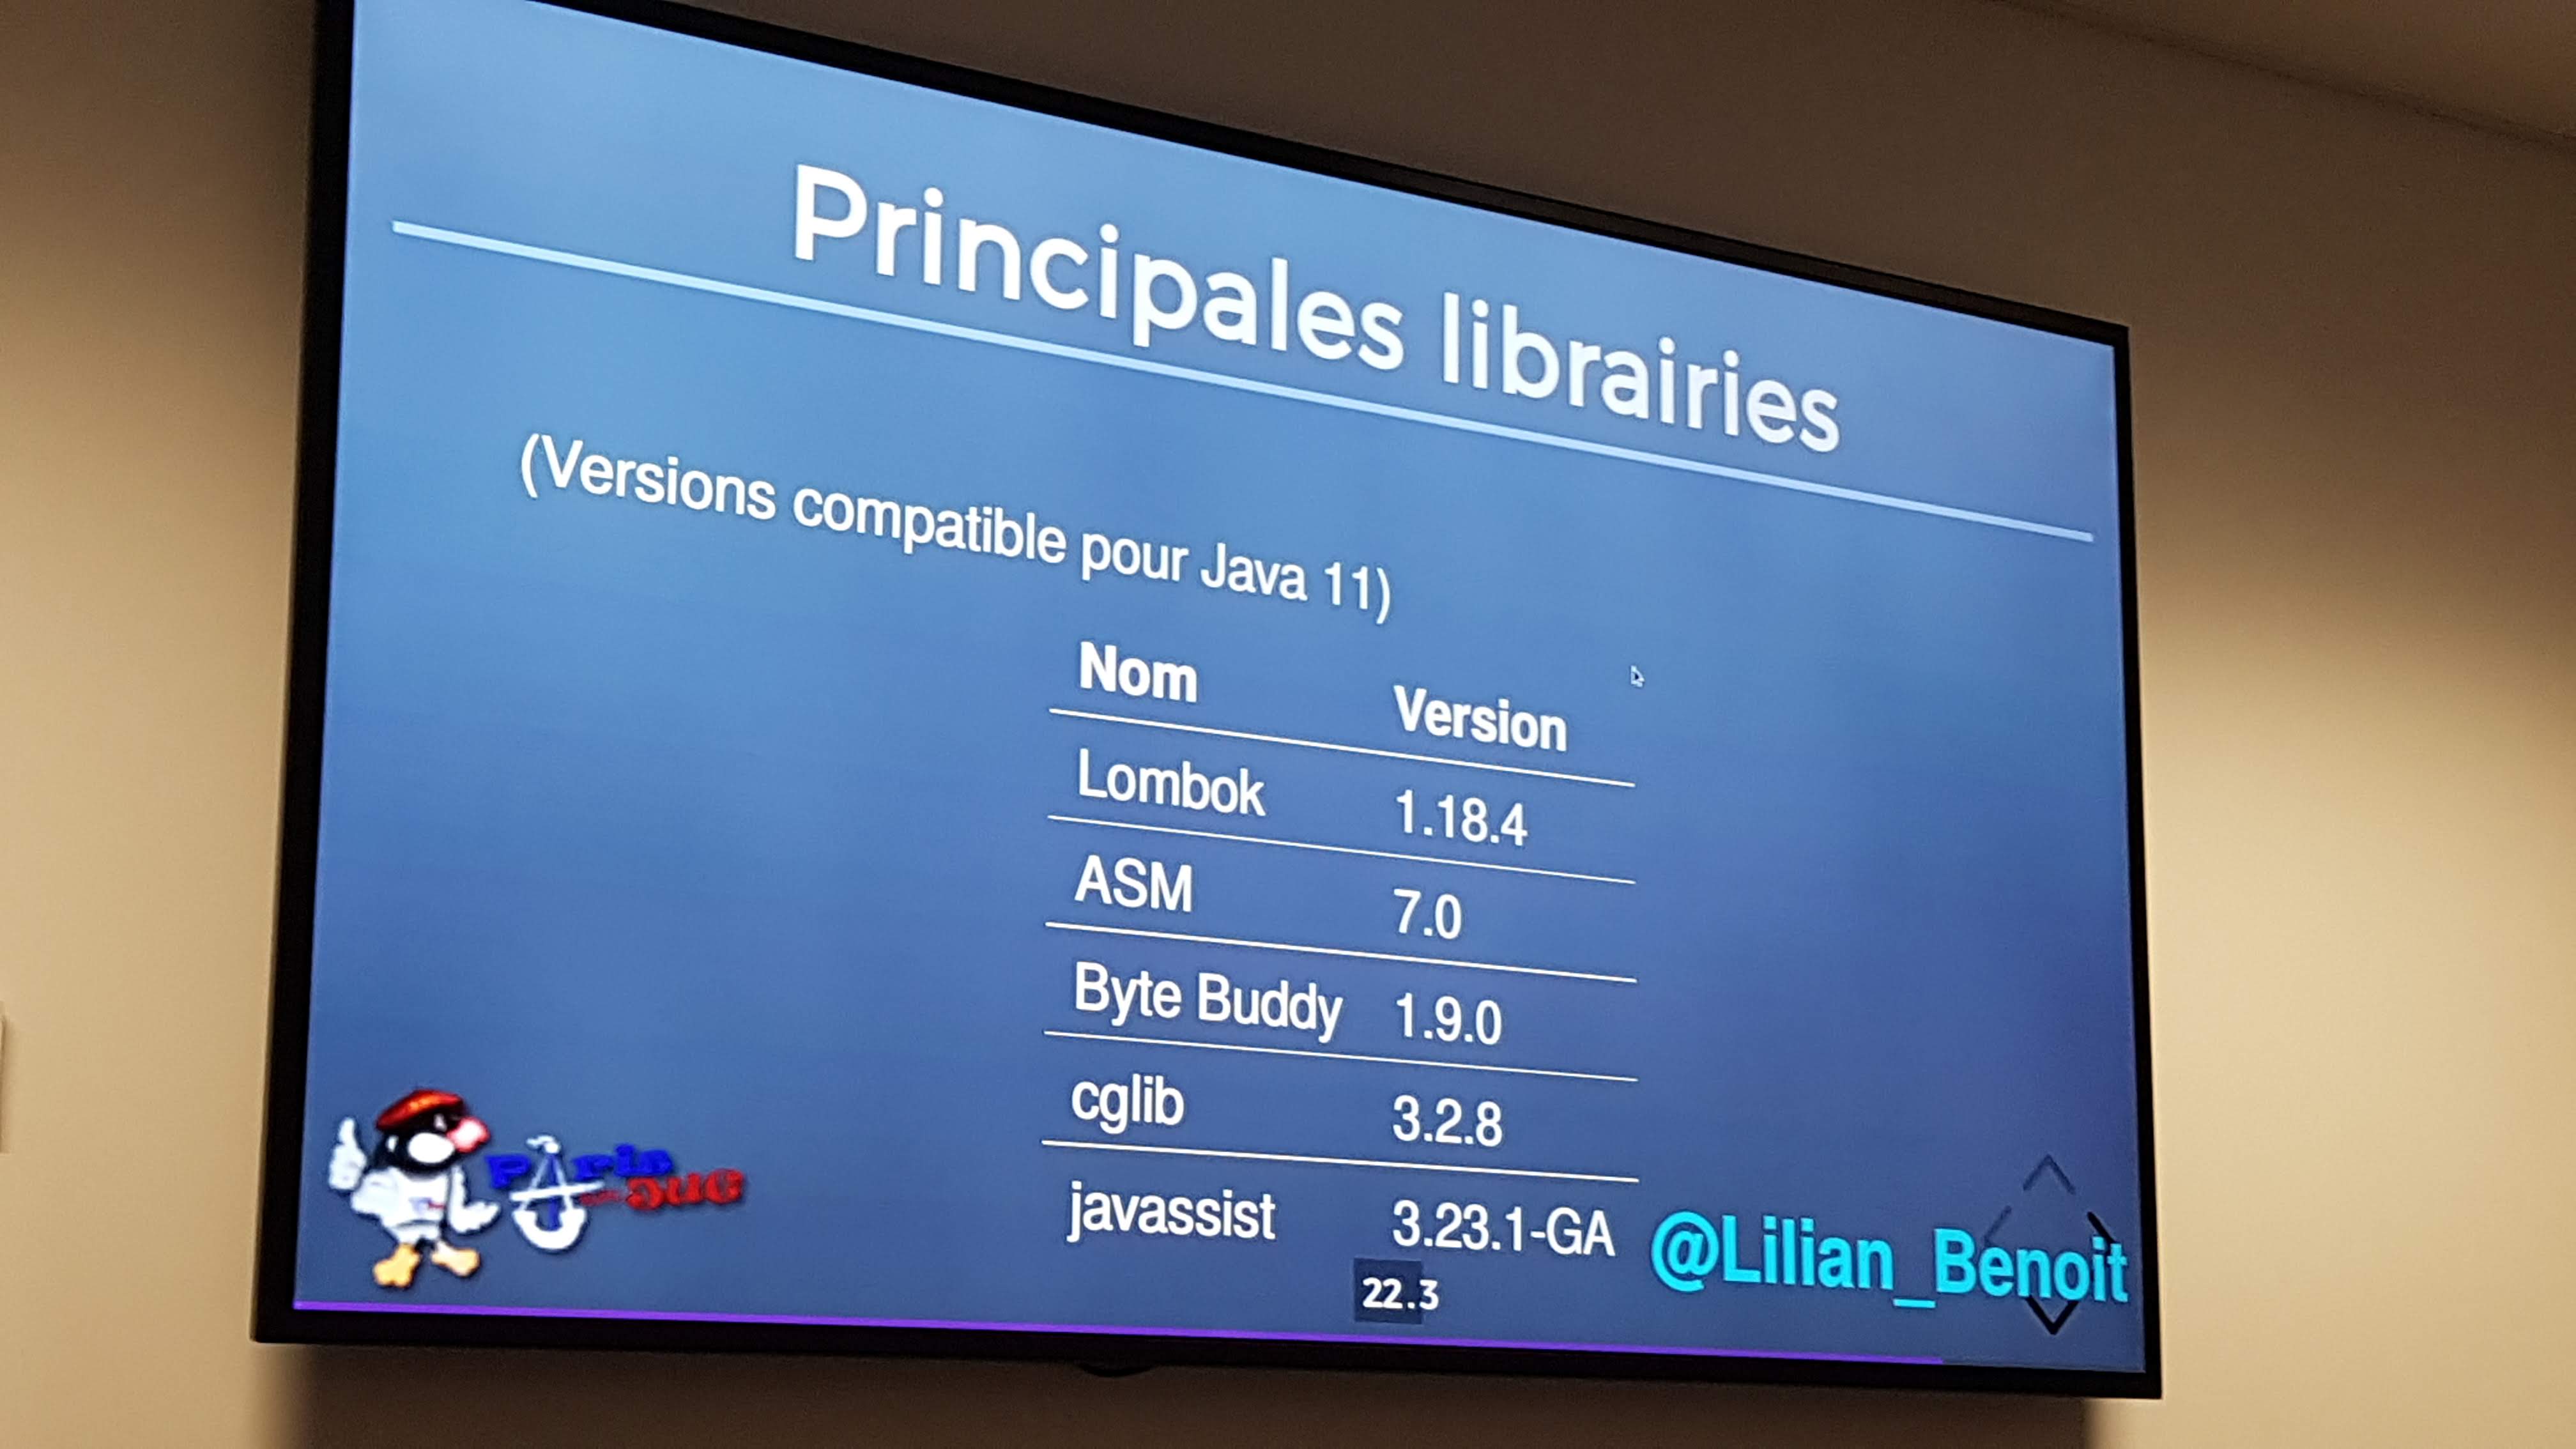 Principales librairies
(Versions compatible pour Java 11)
Nom Version
Lombok 1.18.4
ASM 7.0
Byte Buddy 1.9.0
cglib 3.2.8
javassist 3.23.1-GA
Paris
JUG
@Lilian_Benoit
22.3